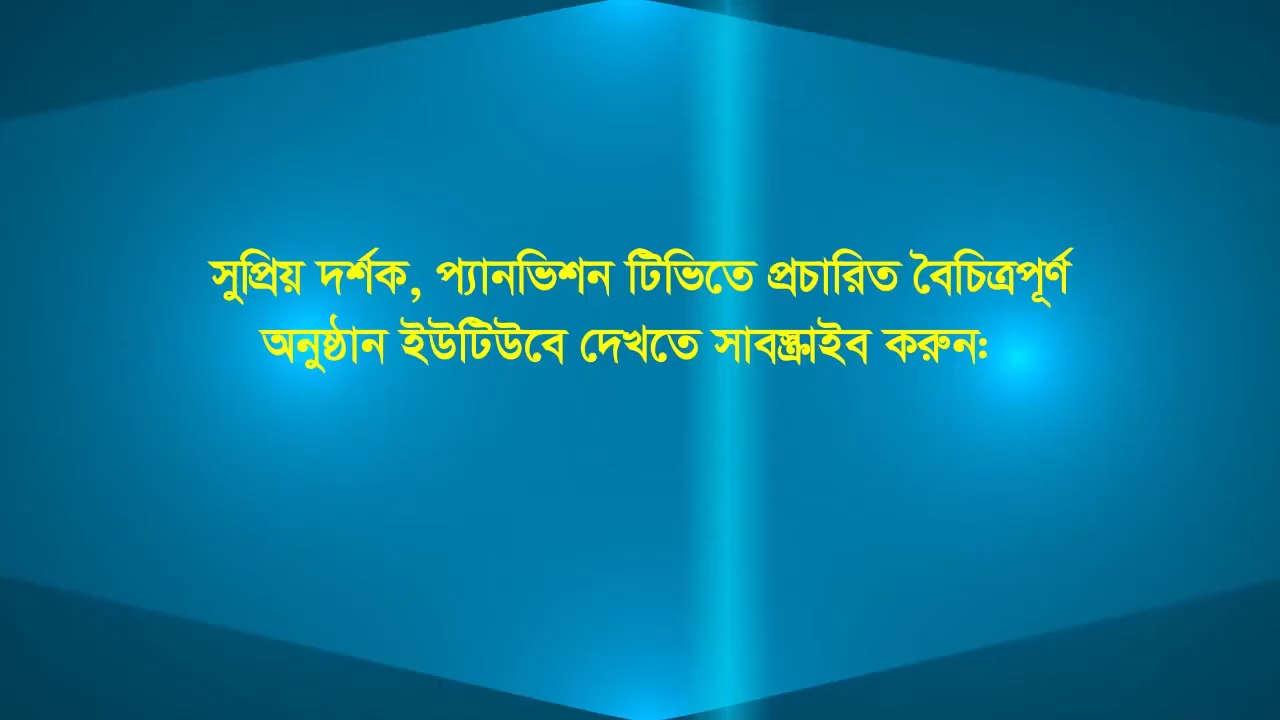 সুপ্রিয় দর্শক, প্যানভিশন টিভিতে প্রচারিত বৈচিত্রপূর্ণ
অনুষ্ঠান ইউটিউবে দেখতে সাবস্ক্রাইব করুন: